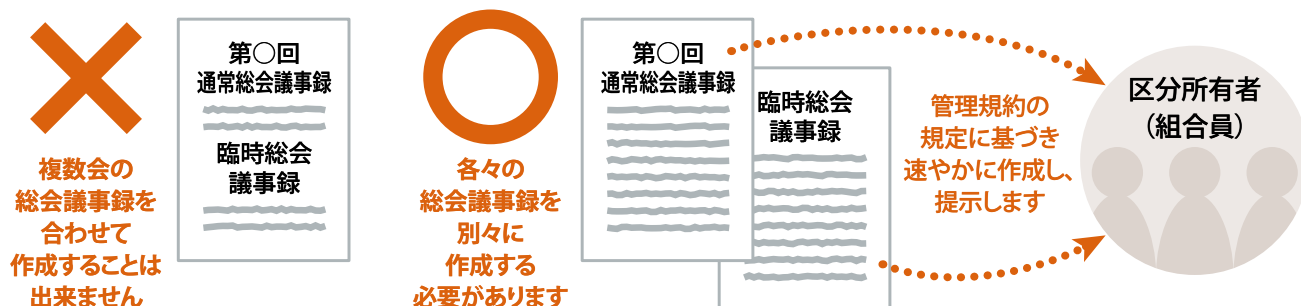 第〇回
通常総会議事録
臨時総会
議事録
複数会の
総会議事録を
合わせて
作成することは
出来ません
各々の
総会議事録を
別々に
作成する
必要があります
第〇回
通常総会議事録
臨時総会
議事録
管理規約の
規定に基づき
速やかに作成し、
提示します
区分所有者
（組合員）